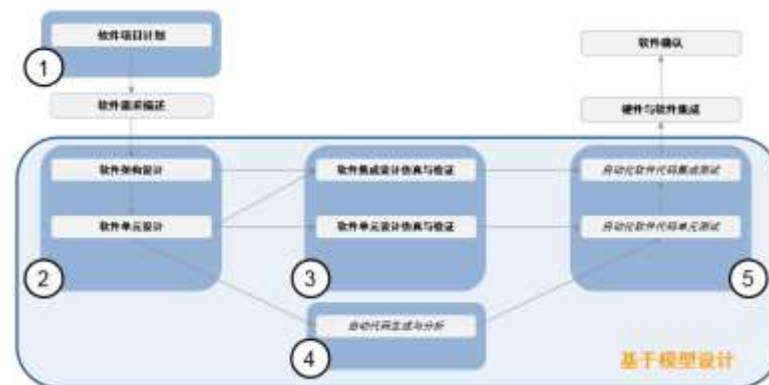 软件项目计划
1
软件需求描述
软件确认
硬件与软件集成
软件架构设计
软件集成设计仿真与验证
自动化软件代码集成测试
软件单元设计
软件单元设计仿真与验证
自动化软件代码单元测试
2
3
5
自动代码生成与分析
4
基于模型设计